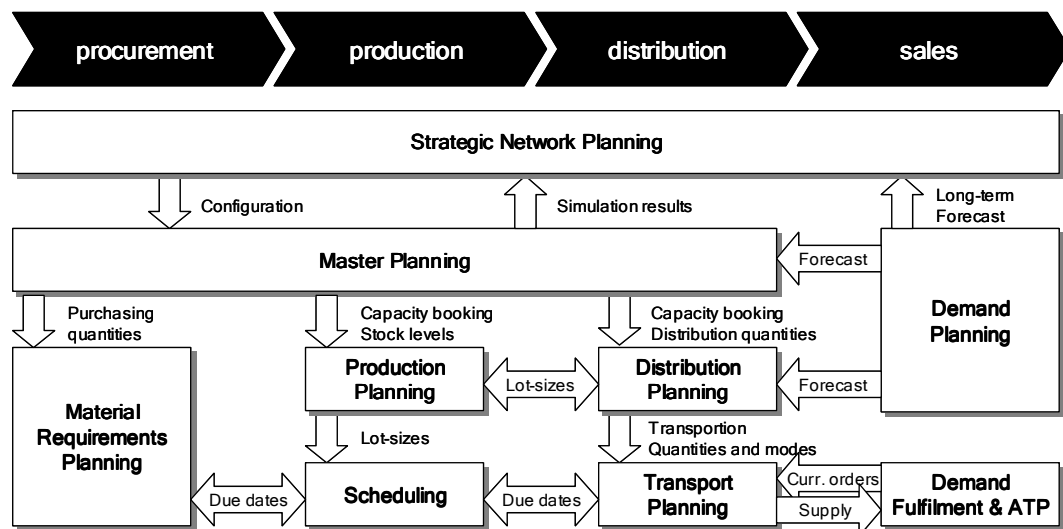 procurement
production
distribution
sales
Strategic Network Planning
Configuration
Simulation results
Long-term
Forecast
Master Planning
Forecast
Purchasing
quantities
Capacity booking
Stock levels
Capacity booking
Distribution quantities
Demand
Planning
Material
Requirements
Planning
Production
Planning
Lot-sizes
Distribution
Planning
Forecast
Lot-sizes
Transportion
Quantities and modes
Due dates
Scheduling
Due dates
Transport
Planning
Curr. orders
Supply
Demand
Fulfilment & ATP